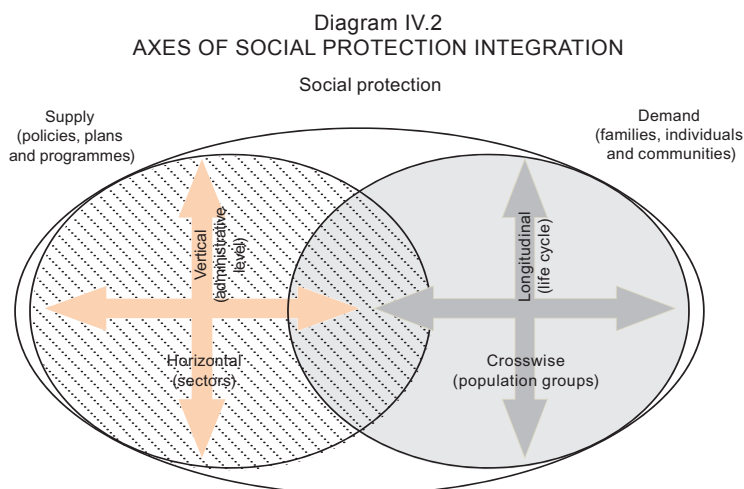 Diagram IV.2
AXES OF SOCIAL PROTECTION INTEGRATION
Social protection
Supply
(policies, plans
and programmes)
Demand
(families, individuals
and communities)
Vertical
(administrative
level)
Longitudinal
(life cycle)
Horizontal
(sectors)
Crosswise
(population groups)